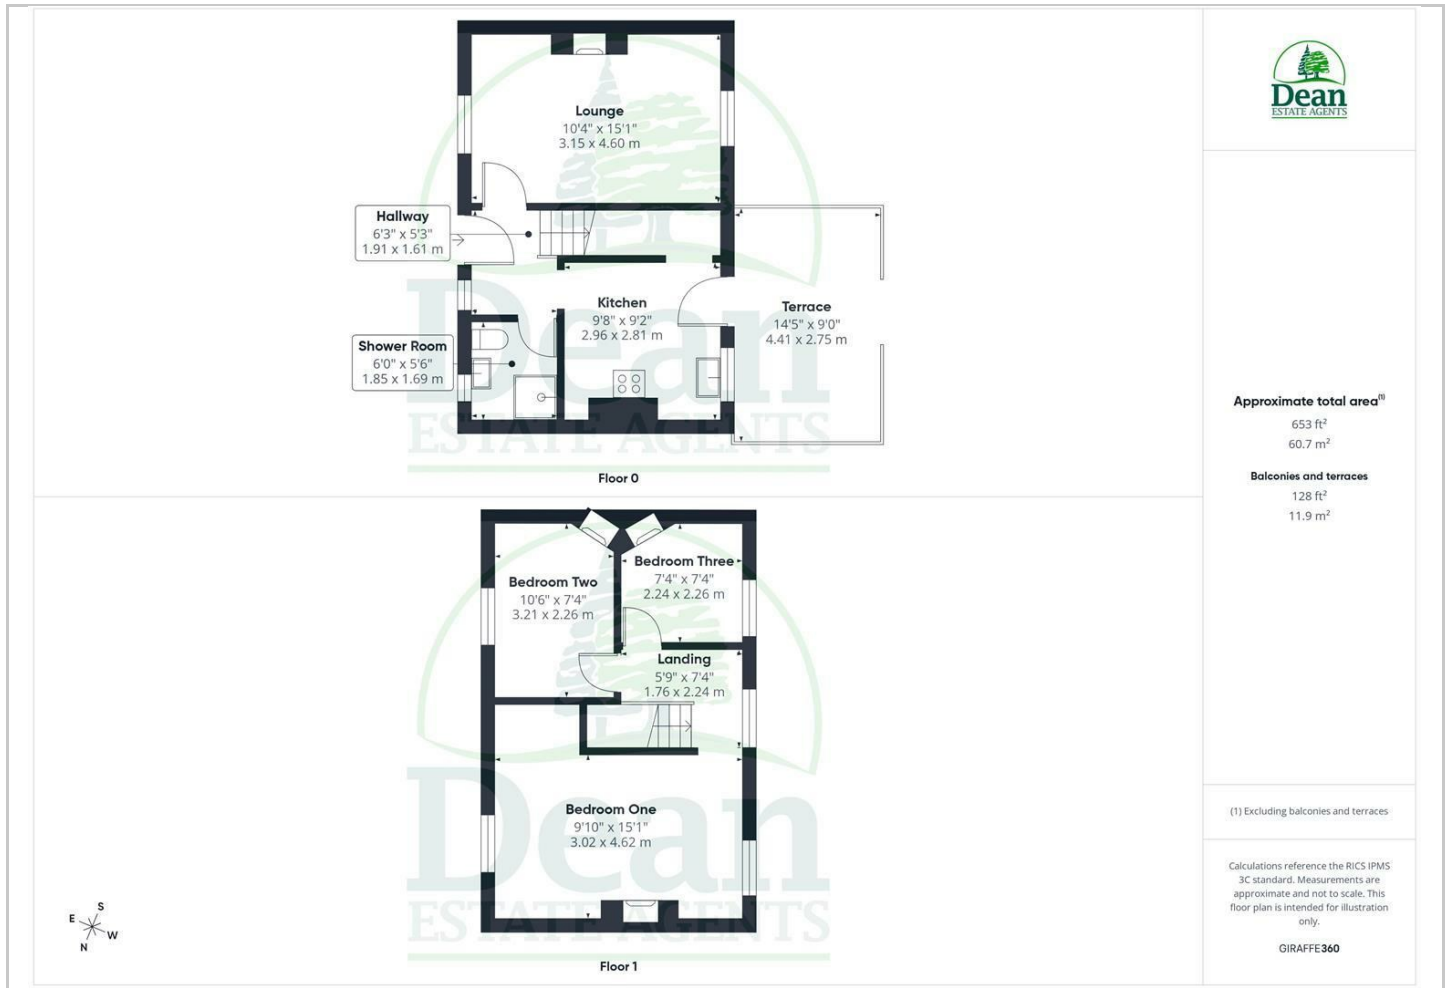 Lounge
10'4" x 15'1"
3.15 x 4.60 m
Hallway
6'3" x 5'3"
1.91 x 1.61 m
Kitchen
9'8" x 9'2"
2.96 x 2.81 m
Terrace
14'5" x 9'0"
4.41 x 2.75 m
Shower Room
6'0" x 5'6"
1.85 x 1.69 m
Dean
ESTATE AGENTS
Floor 0
Bedroom Two
10'6" x 7'4"
3.21 x 2.26 m
Bedroom Three
7'4" x 7'4"
2.24 x 2.26 m
Landing
5'9" x 7'4"
1.76 x 2.24 m
Bedroom One
9'10" x 15'1"
3.02 x 4.62 m
Dean
ESTATE AGENTS
Floor 1
S
E
W
N
Dean
ESTATE AGENTS
Approximate total area(1)
653 ft²
60.7 m²
Balconies and terraces
128 ft²
11.9 m²
(1) Excluding balconies and terraces
Calculations reference the RICS IPMS
3C standard. Measurements are
approximate and not to scale. This
floor plan is intended for illustration
only.
GIRAFFE360